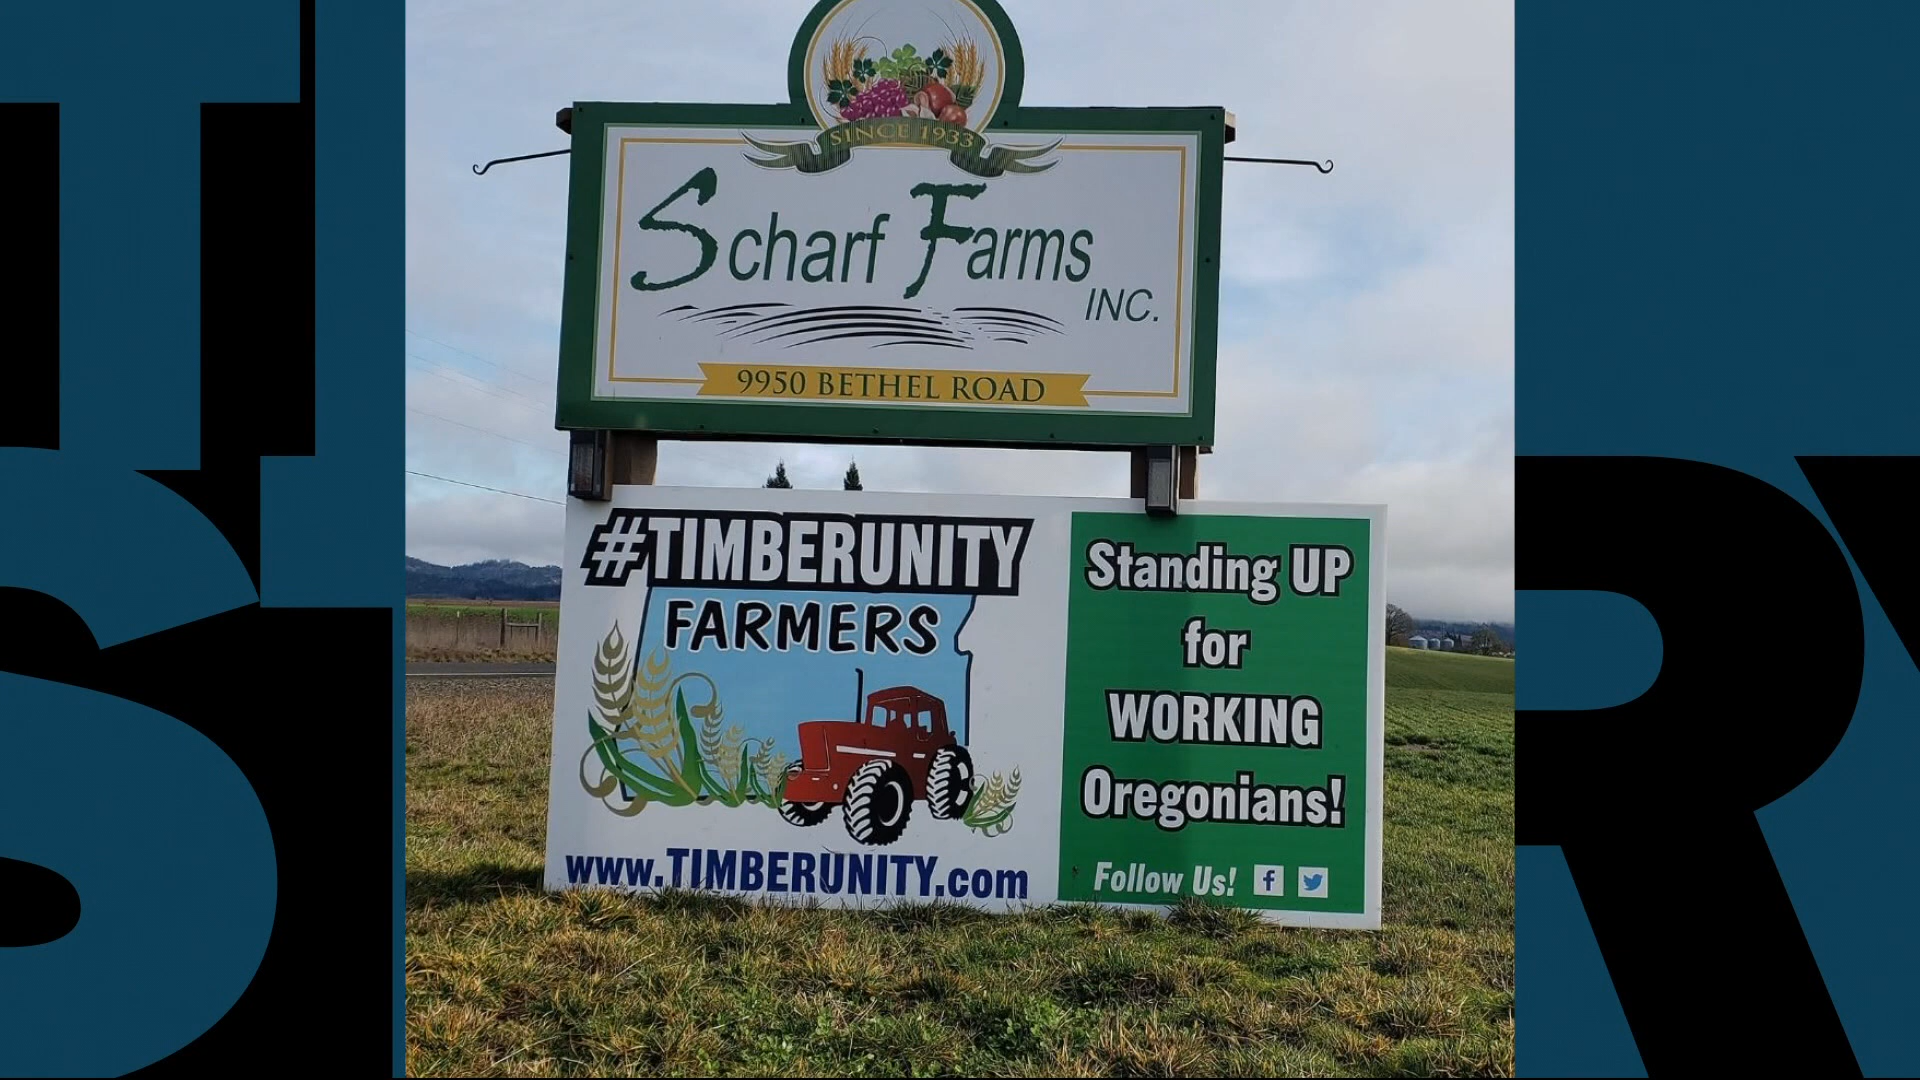 SINCE 1933
Scharf Farms
INC.
9950 BETHEL ROAD
#TIMBERUNITY
FARMERS
www.TIMBERUNITY.com
Standing UP
for
WORKING
Oregonians!
Follow Us!